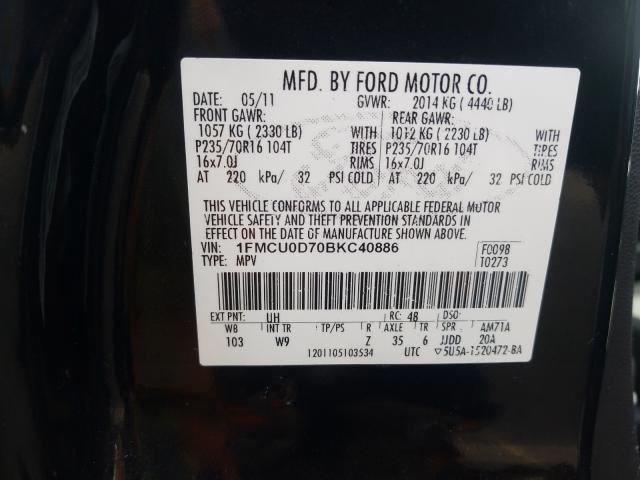 MFD. BY FORD MOTOR CO.
DATE: 05/11 GVWR: 2014 KG ( 4440 LB)
FRONT GAWR: REAR GAWR:
1057 KG ( 2330 LB) 1012 KG ( 2230 LB) WITH
P235/70R16 104T TIRES P235/70R16 104T TIRES
16x7.0J RIMS 16x7.0J RIMS
AT 220 kPa/ 32 PSI COLD AT 220 kPa/ 32 PSI COLD
THIS VEHICLE CONFORMS TO ALL APPLICABLE FEDERAL MOTOR
VEHICLE SAFETY AND THEFT PREVENTION STANDARDS IN
EFFECT ON THE DATE OF MANUFACTURE SHOWN ABOVE.
VIN: 1FMCU0D70BKC40886 F0098
TYPE: MPV T0273
EXT PNT: UH RC: 48 DSO:
WB INT TR TP/PS R AXLE TR SPR AM71A
103 W9 Z 35 6 JJDD 20A
1201105103534 UTC ▽5U5A-1520472-BA